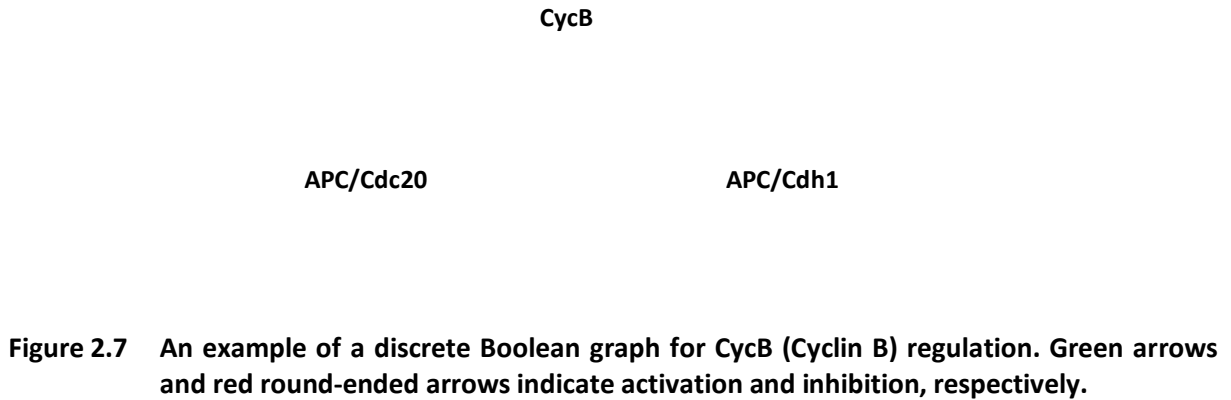 CycB
APC/Cdc20 APC/Cdh1
Figure 2.7 An example of a discrete Boolean graph for CycB (Cyclin B) regulation. Green arrows
and red round-ended arrows indicate activation and inhibition, respectively.